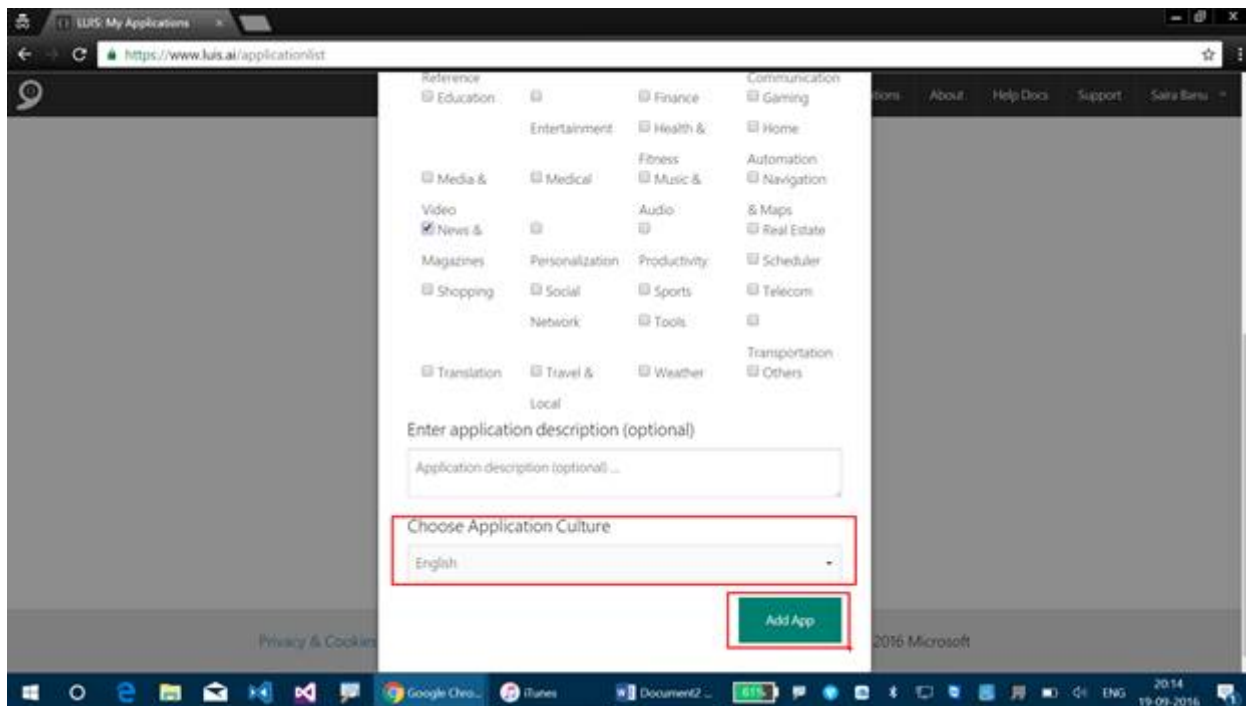 LUIS: My Applications
https://www.luis.ai/applicationlist
Reference Communication
Education Finance Gaming
Entertainment Health & Home
Fitness Automation
Media & Medical Music & Navigation
Video Audio & Maps
News & Real Estate
Magazines Personalization Productivity Scheduler
Shopping Social Sports Telecom
Network Tools
Transportation
Translation Travel & Weather Others
Local
About Help Docs Support Saira Banu
Enter application description (optional)
Application description (optional) ...
Choose Application Culture
English
Add App
Privacy & Cookies 2016 Microsoft
Google Chro... iTunes Document2 ... 61% ENG 20:14
19-09-2016